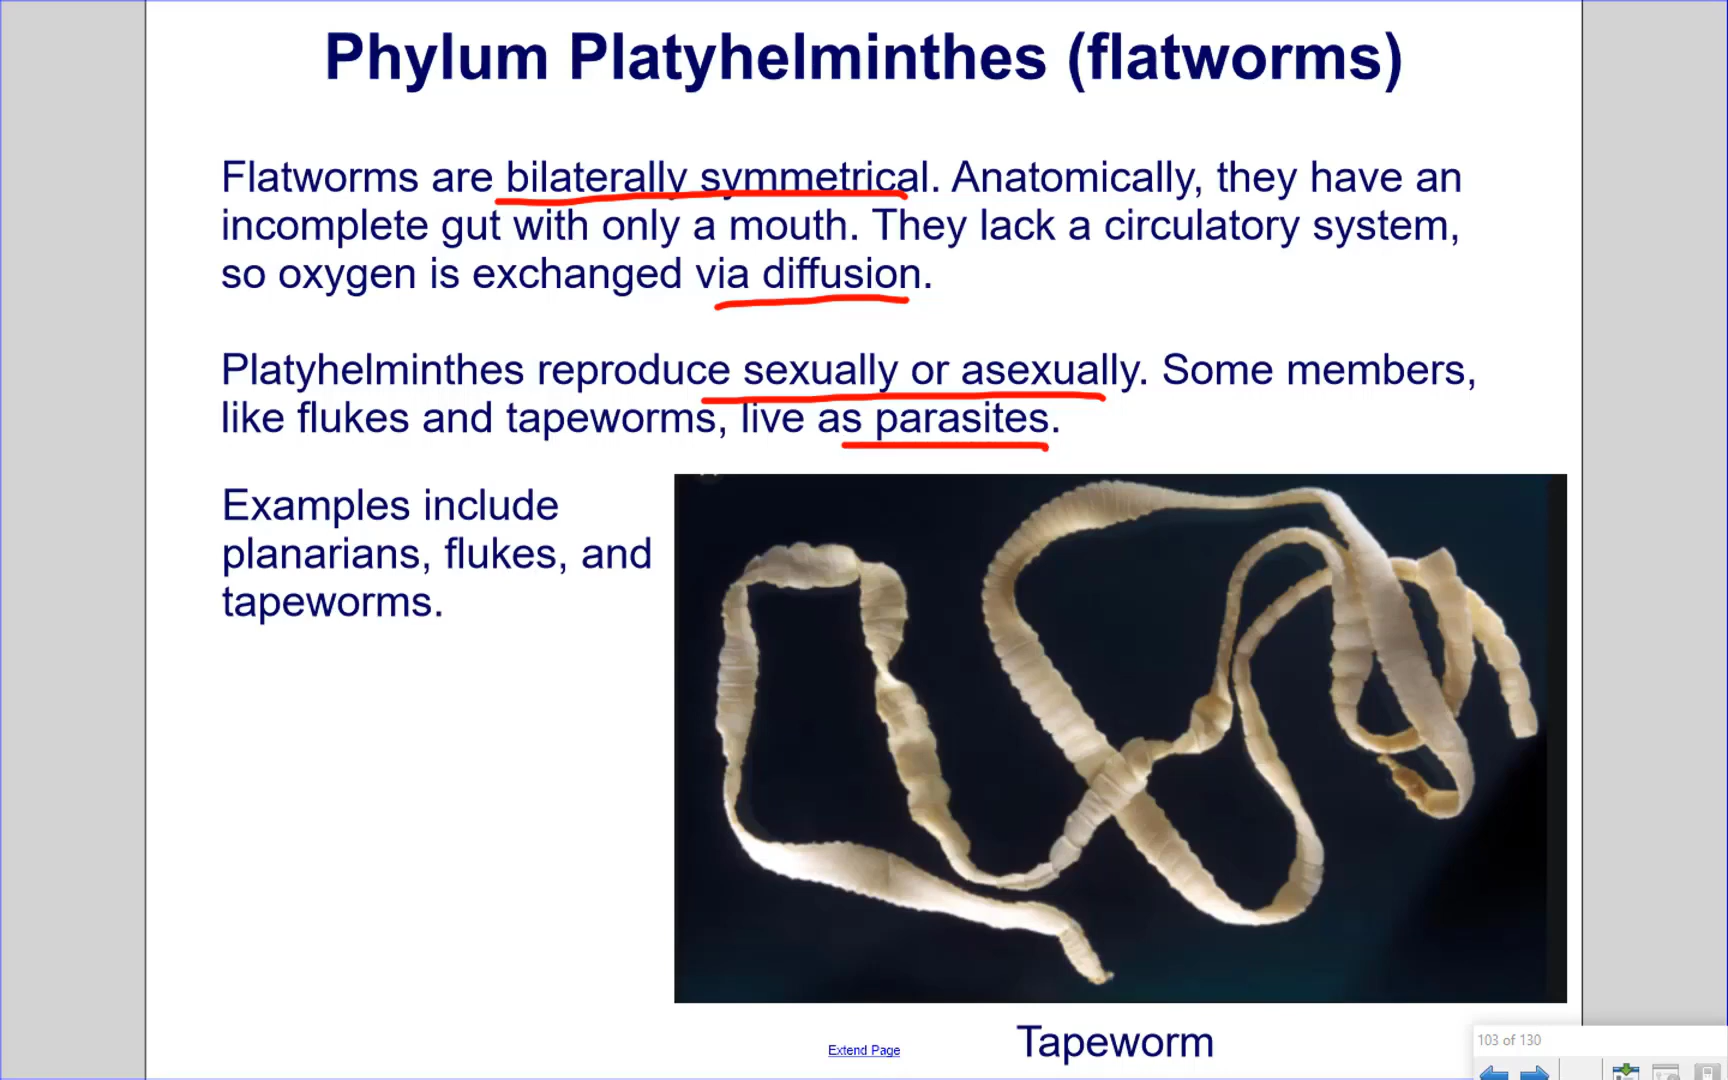 Phylum Platyhelminthes (flatworms)
Flatworms are bilaterally symmetrical. Anatomically, they have an
incomplete gut with only a mouth. They lack a circulatory system,
so oxygen is exchanged via diffusion.
Platyhelminthes reproduce sexually or asexually. Some members,
like flukes and tapeworms, live as parasites.
Examples include
planarians, flukes, and
tapeworms.
Tapeworm
Extend Page
103 of 130